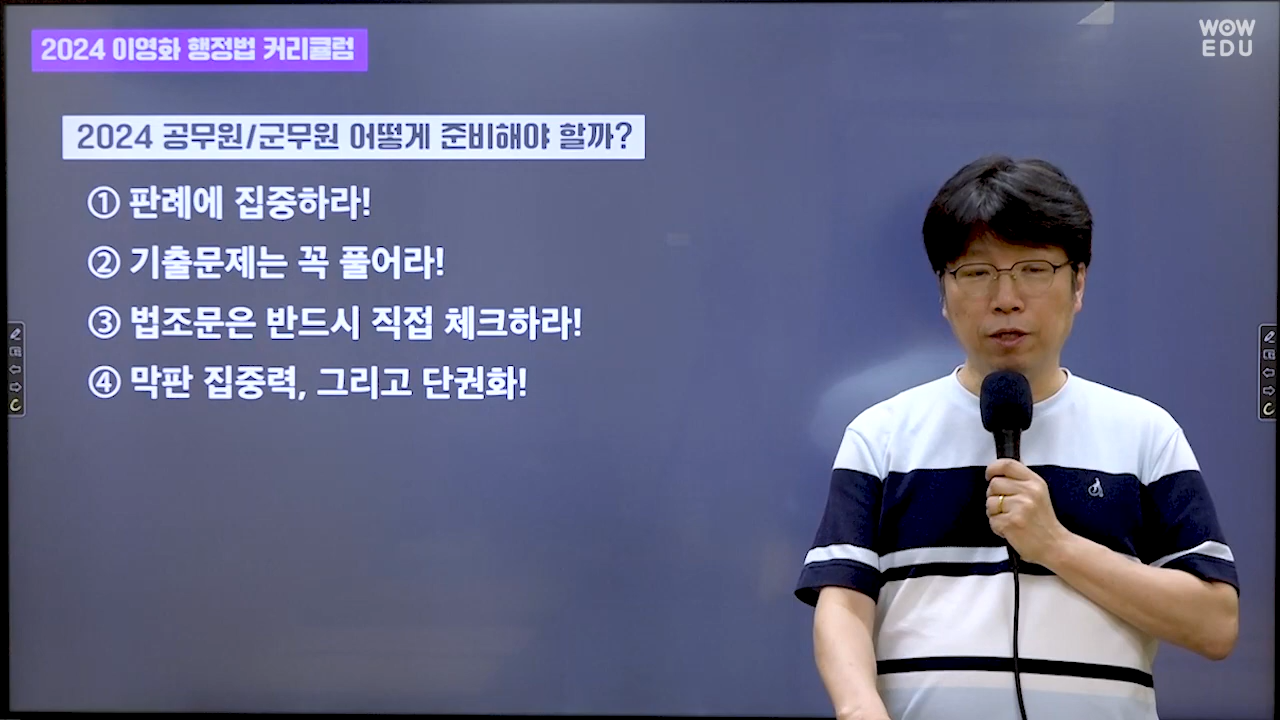 2024 이영화 행정법 커리큘럼
WOW
EDU
2024 공무원/군무원 어떻게 준비해야 할까?
① 판례에 집중하라!
② 기출문제는 꼭 풀어라!
③ 법조문은 반드시 직접 체크하라!
④ 막판 집중력, 그리고 단권화!